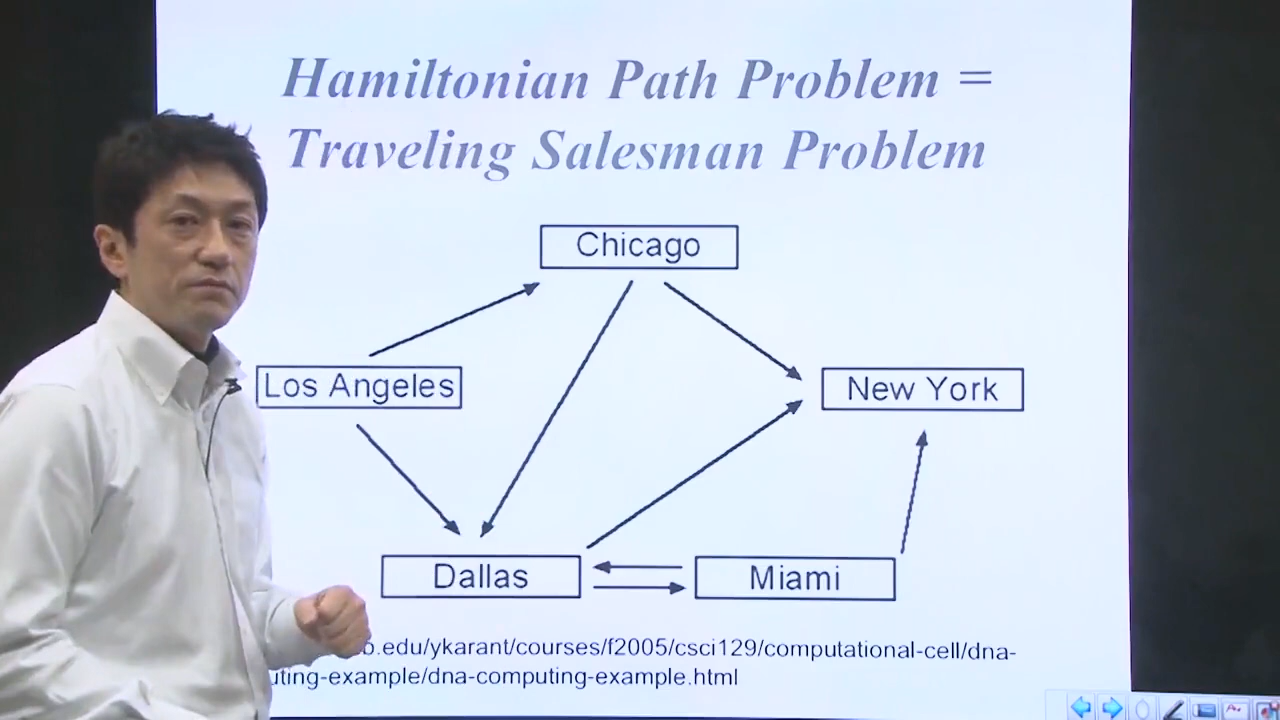 Hamiltonian Path Problem =
Traveling Salesman Problem
Chicago
Los Angeles
New York
Dallas
Miami
b.edu/ykarant/courses/f2005/csci129/computational-cell/dna-
uting-example/dna-computing-example.html